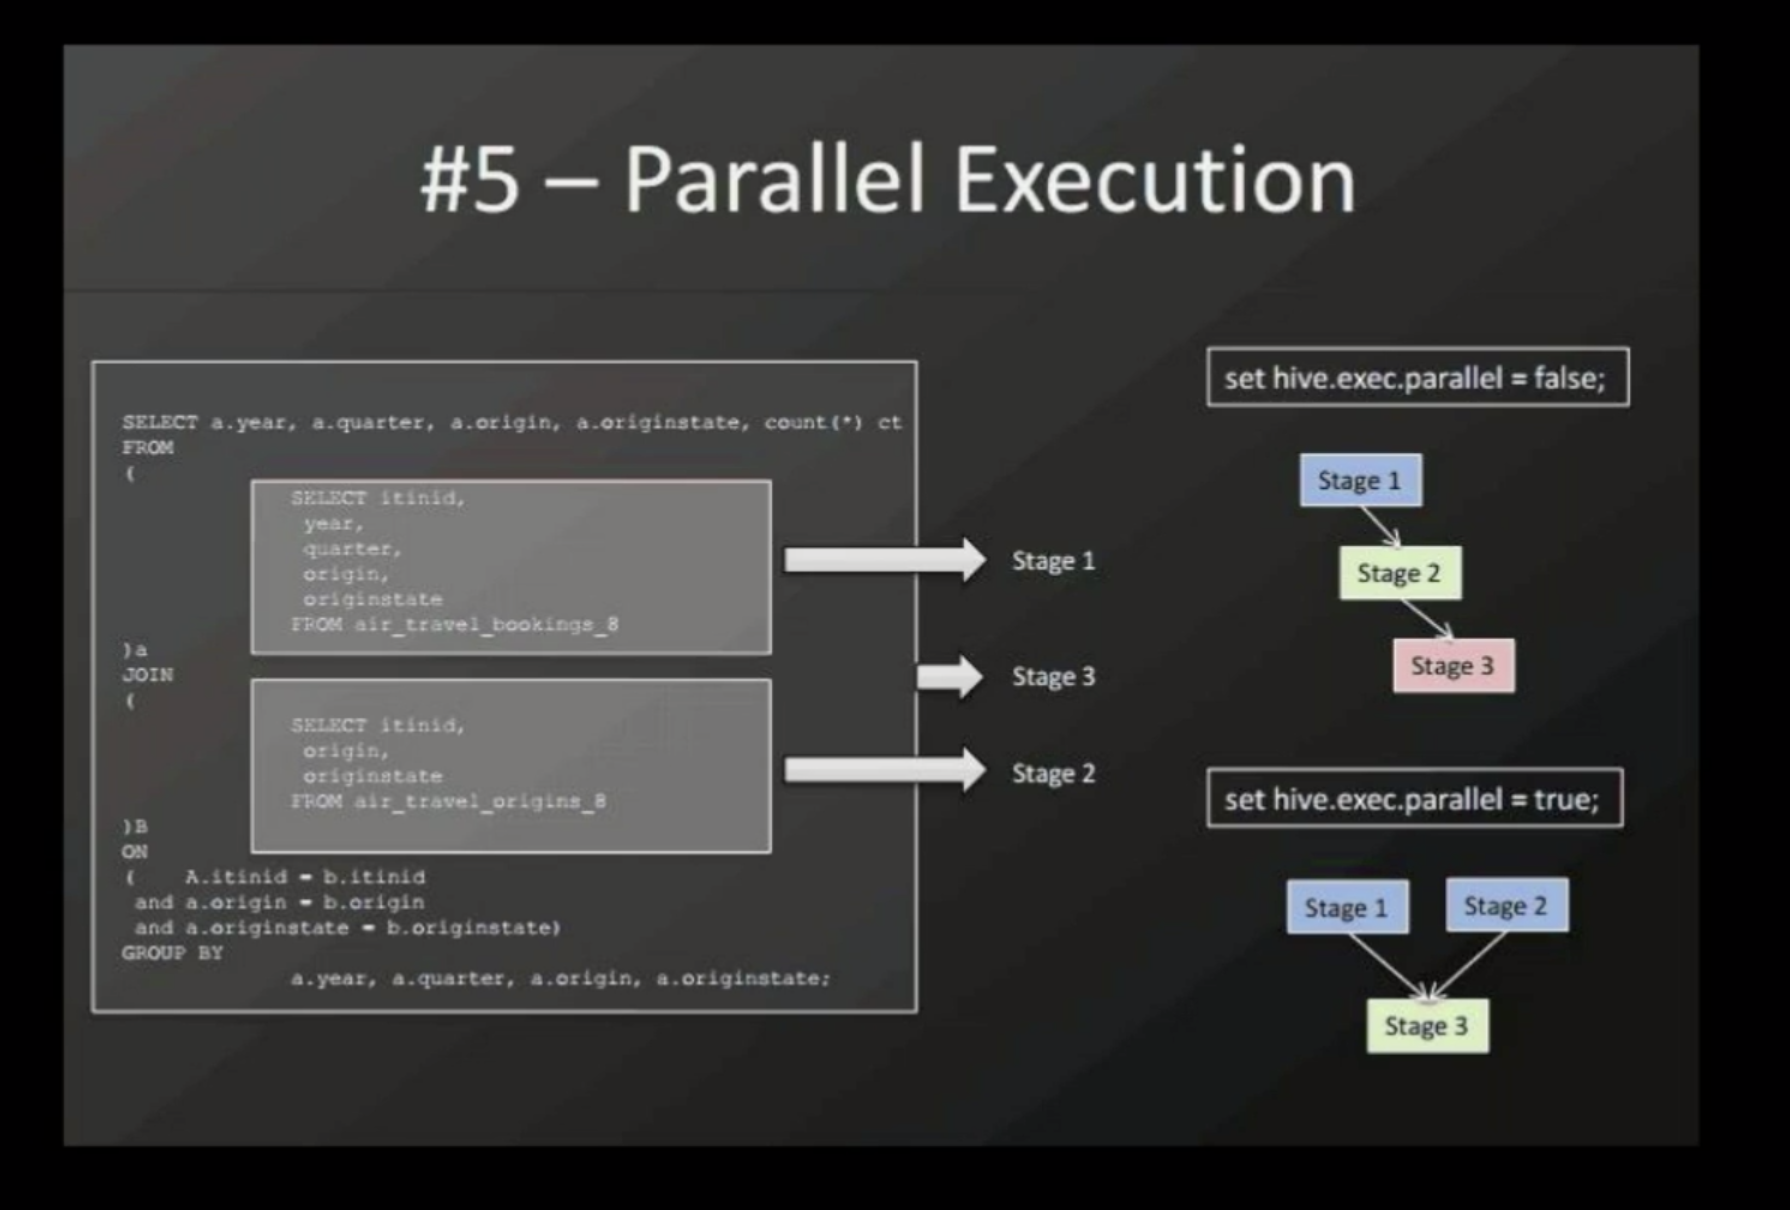 #5 – Parallel Execution
SELECT a.year, a.quarter, a.origin, a.originstate, count(*) ct
FROM
(
SELECT itinid,
year,
quarter,
origin,
originstate
FROM air_travel_bookings_8
)a
JOIN
(
SELECT itinid,
origin,
originstate
FROM air_travel_origins_8
)B
ON
( A.itinid = b.itinid
and a.origin = b.origin
and a.originstate = b.originstate)
GROUP BY
a.year, a.quarter, a.origin, a.originstate;
Stage 1
Stage 3
Stage 2
set hive.exec.parallel = false;
Stage 1
Stage 2
Stage 3
set hive.exec.parallel = true;
Stage 1
Stage 2
Stage 3